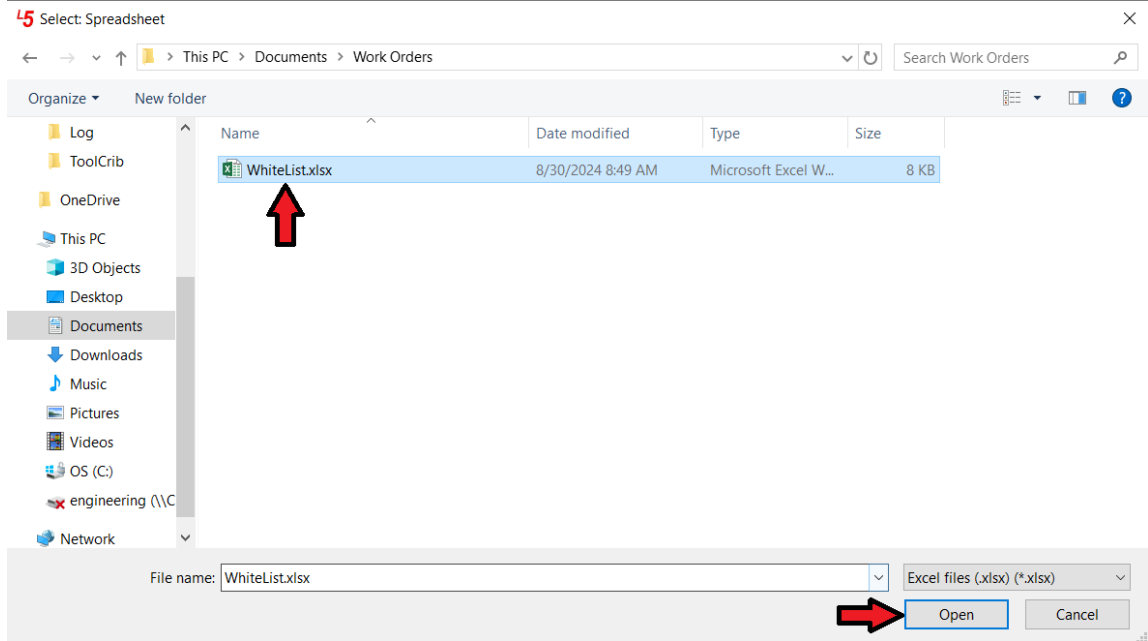 L5 Select: Spreadsheet
This PC > Documents > Work Orders
Search Work Orders
Organize
New folder
?
Log
ToolCrib
OneDrive
This PC
3D Objects
Desktop
Documents
Downloads
Music
Pictures
Videos
OS (C:)
engineering (\\C
Network
Name Date modified Type Size
WhiteList.xlsx 8/30/2024 8:49 AM Microsoft Excel W... 8 KB
File name: WhiteList.xlsx Excel files (.xlsx) (*.xlsx)
Open Cancel